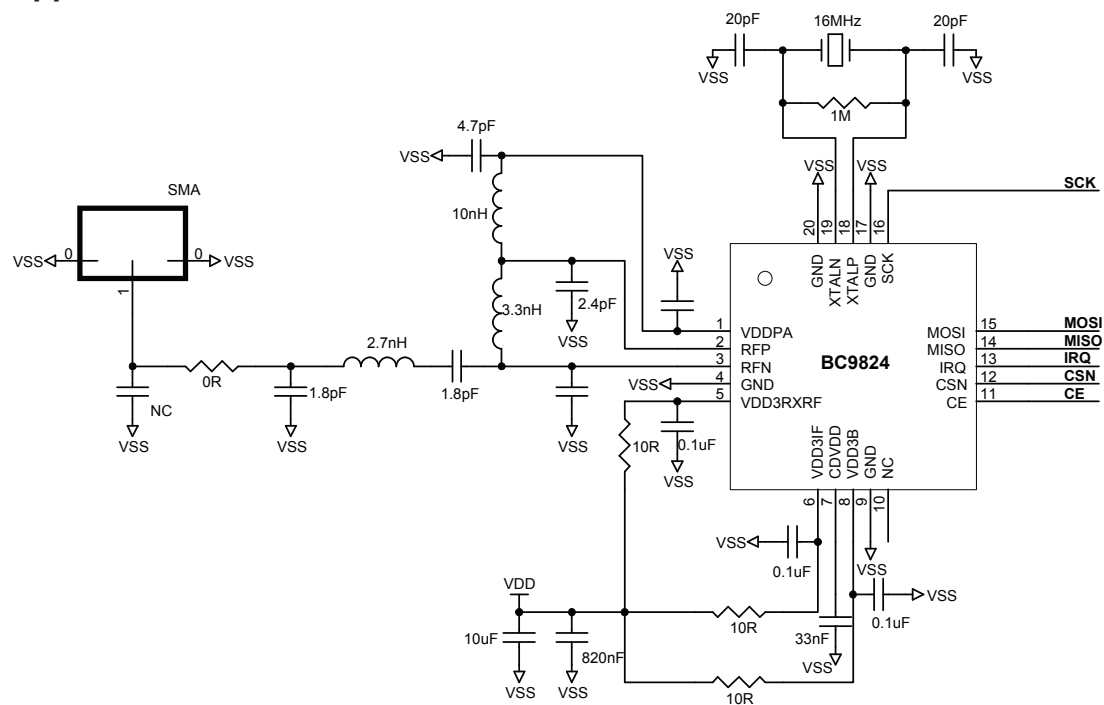 20pF
16MHz
20pF
VSS
VSS
1M
4.7pF
VSS
VSS
VSS
SCK
SMA
10nH
20
19
18
17
16
VSS
0
0
VSS
VSS
GND
XTALN
XTALP
GND
SCK
1
3.3nH
2.4pF
VSS
1
VDDPA
MOSI
15
MOSI
2
RFP
MISO
14
MISO
2.7nH
3
RFN
BC9824
IRQ
13
IRQ
0R
1.8pF
1.8pF
VSS
4
GND
CSN
12
CSN
NC
5
VDD3RXRF
CE
11
CE
VSS
VSS
VSS
10R
0.1uF
VSS
VDD3IF
CDVDD
VDD3B
GND
NC
6
7
8
9
10
VSS
0.1uF
VSS
VDD
VSS
0.1uF
10uF
820nF
10R
33nF
VSS
VSS
VSS
10R